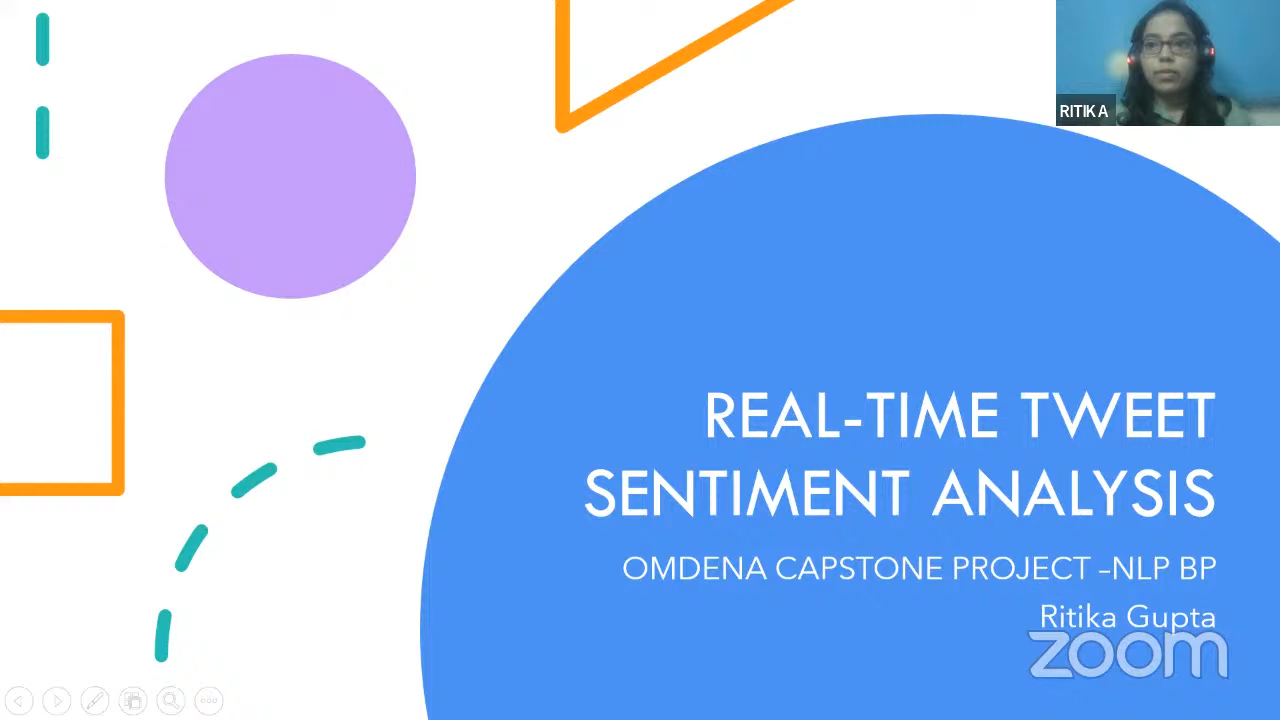 RITIKA
REAL-TIME TWEET
SENTIMENT ANALYSIS
OMDENA CAPSTONE PROJECT –NLP BP
Ritika Gupta
zoom